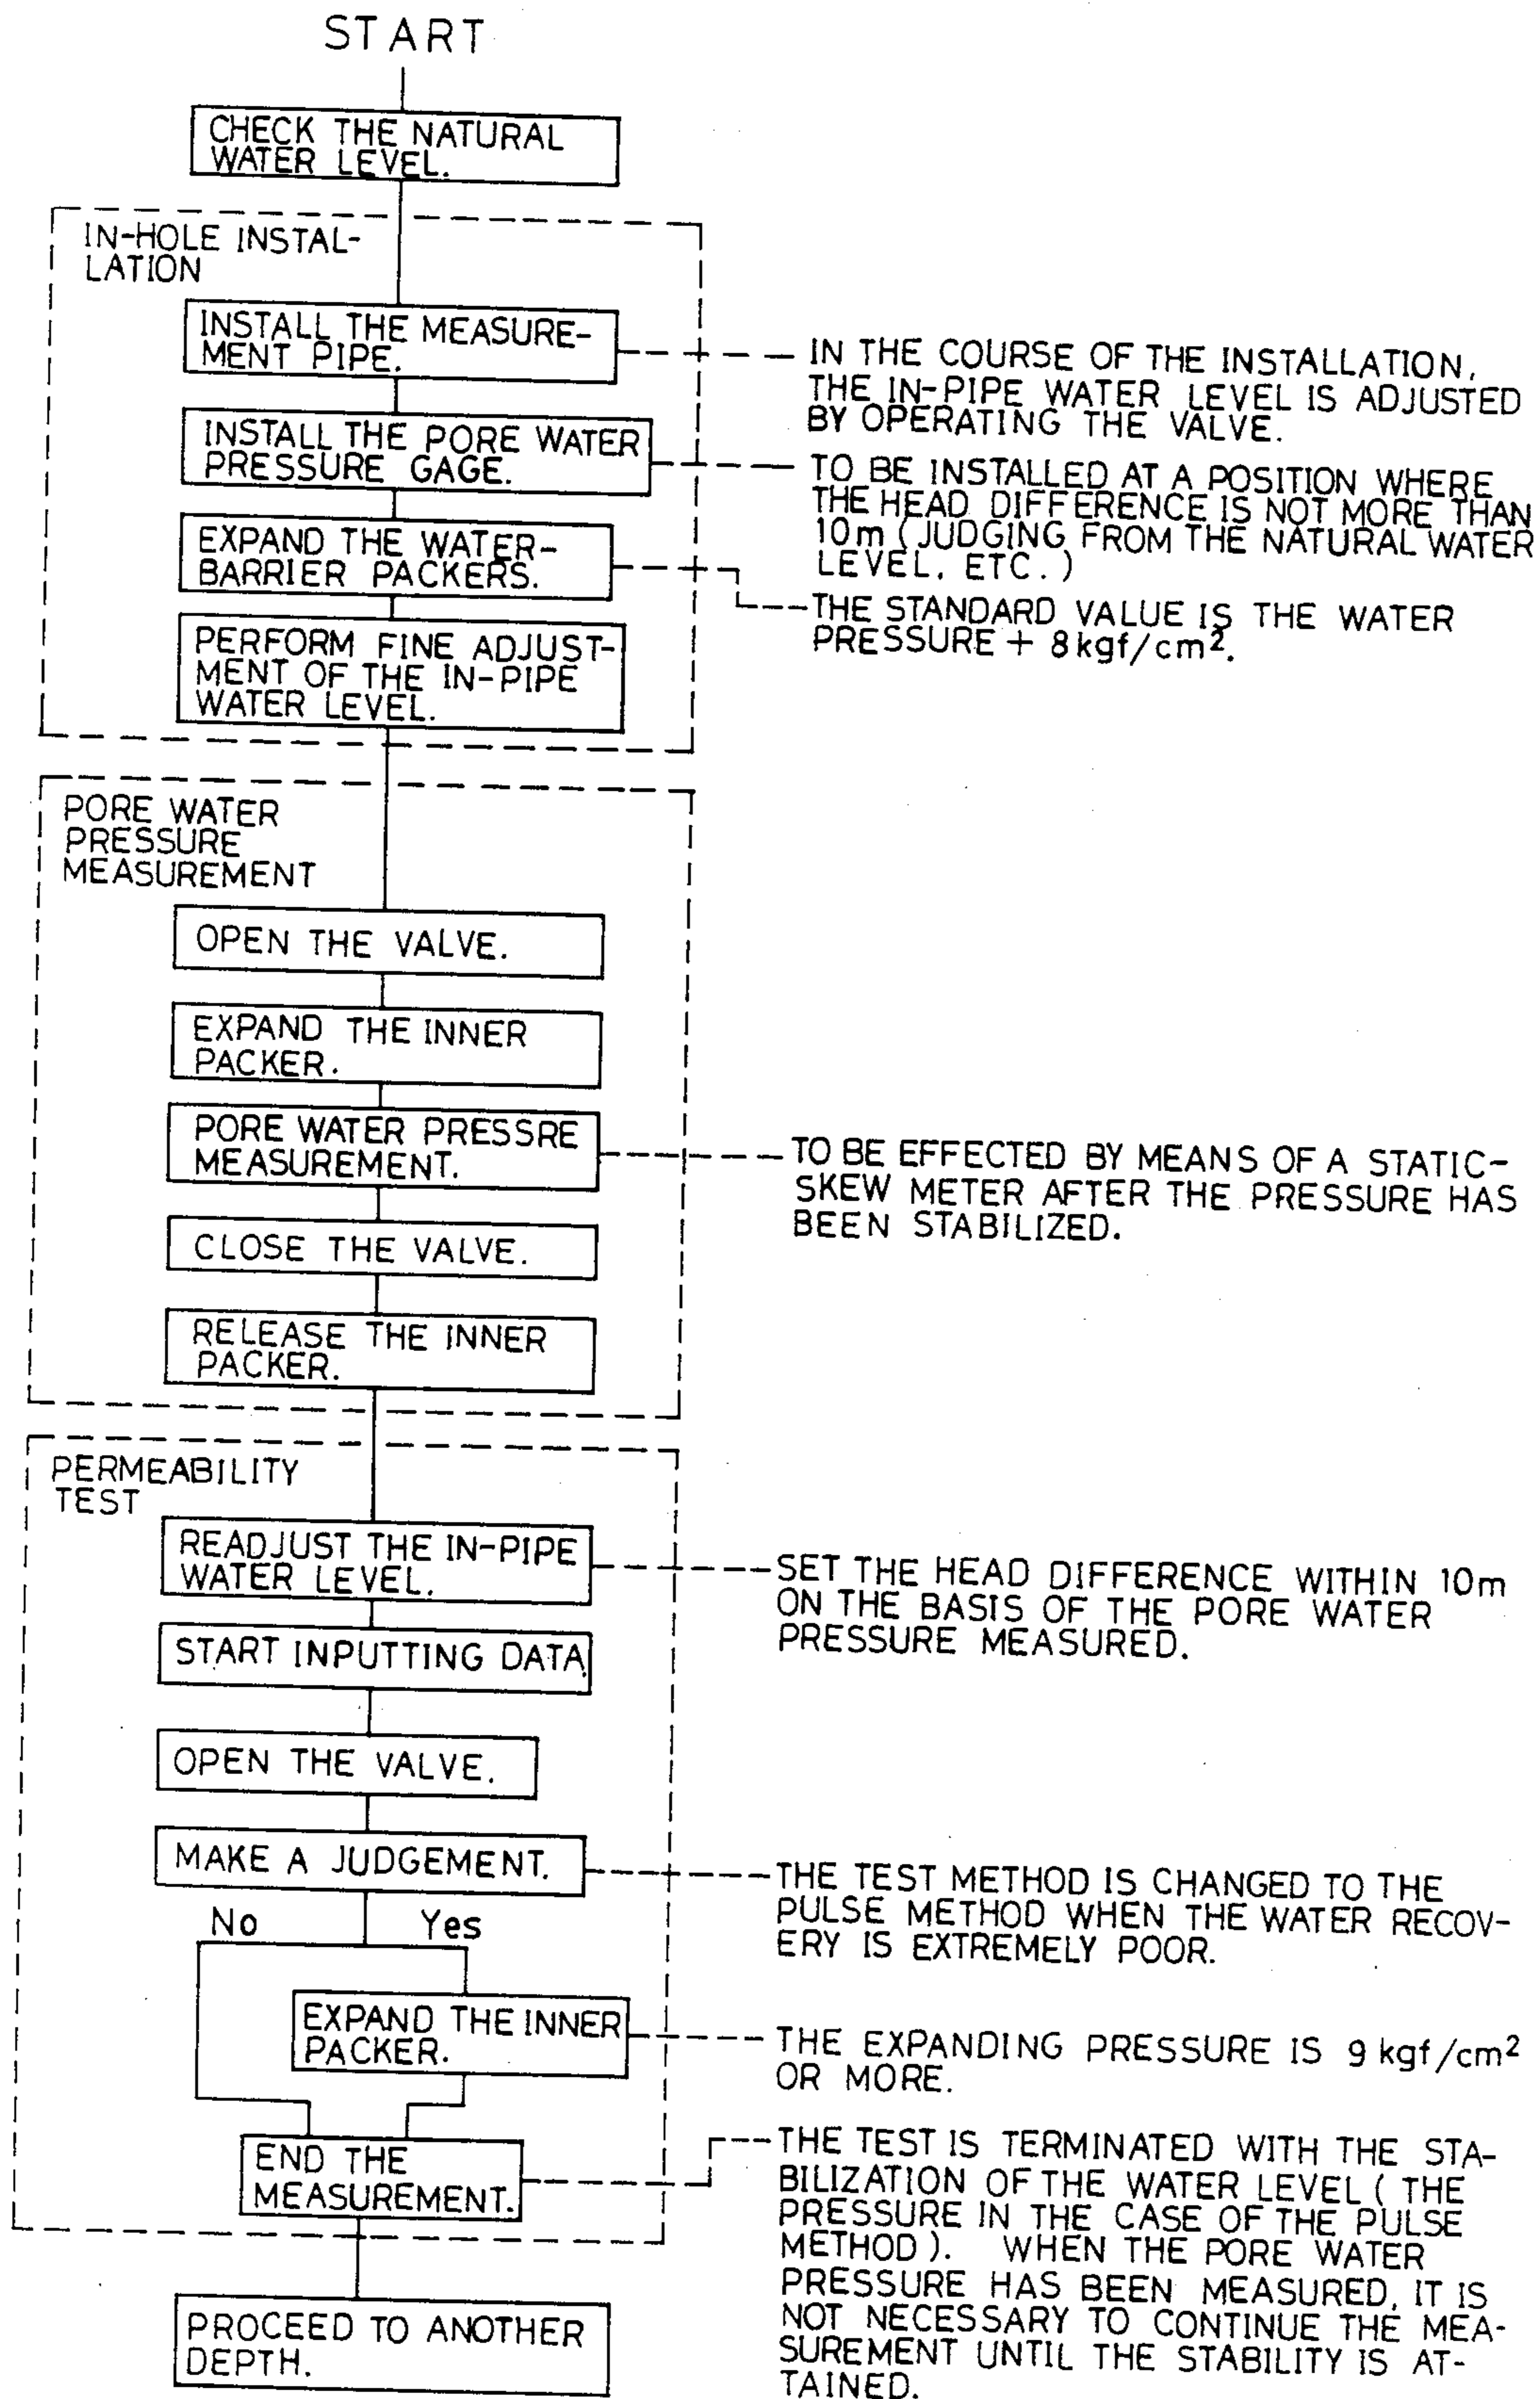 START
CHECK THE NATURAL
WATER LEVEL.
IN-HOLE INSTAL-
LATION
INSTALL THE MEASURE-
MENT PIPE.
IN THE COURSE OF THE INSTALLATION,
THE IN-PIPE WATER LEVEL IS ADJUSTED
BY OPERATING THE VALVE.
INSTALL THE PORE WATER
PRESSURE GAGE.
TO BE INSTALLED AT A POSITION WHERE
THE HEAD DIFFERENCE IS NOT MORE THAN
10m (JUDGING FROM THE NATURAL WATER
LEVEL, ETC.)
EXPAND THE WATER-
BARRIER PACKERS.
THE STANDARD VALUE IS THE WATER
PRESSURE + 8 kgf/cm².
PERFORM FINE ADJUST-
MENT OF THE IN-PIPE
WATER LEVEL.
PORE WATER
PRESSURE
MEASUREMENT
OPEN THE VALVE.
EXPAND THE INNER
PACKER.
PORE WATER PRESSRE
MEASUREMENT.
TO BE EFFECTED BY MEANS OF A STATIC-
SKEW METER AFTER THE PRESSURE HAS
BEEN STABILIZED.
CLOSE THE VALVE.
RELEASE THE INNER
PACKER.
PERMEABILITY
TEST
READJUST THE IN-PIPE
WATER LEVEL.
SET THE HEAD DIFFERENCE WITHIN 10m
ON THE BASIS OF THE PORE WATER
PRESSURE MEASURED.
START INPUTTING DATA.
OPEN THE VALVE.
MAKE A JUDGEMENT.
THE TEST METHOD IS CHANGED TO THE
PULSE METHOD WHEN THE WATER RECOV-
ERY IS EXTREMELY POOR.
No Yes
EXPAND THE INNER
PACKER.
THE EXPANDING PRESSURE IS 9 kgf/cm²
OR MORE.
END THE
MEASUREMENT.
THE TEST IS TERMINATED WITH THE STA-
BILIZATION OF THE WATER LEVEL ( THE
PRESSURE IN THE CASE OF THE PULSE
METHOD ). WHEN THE PORE WATER
PRESSURE HAS BEEN MEASURED, IT IS
NOT NECESSARY TO CONTINUE THE MEA-
SUREMENT UNTIL THE STABILITY IS AT-
TAINED.
PROCEED TO ANOTHER
DEPTH.